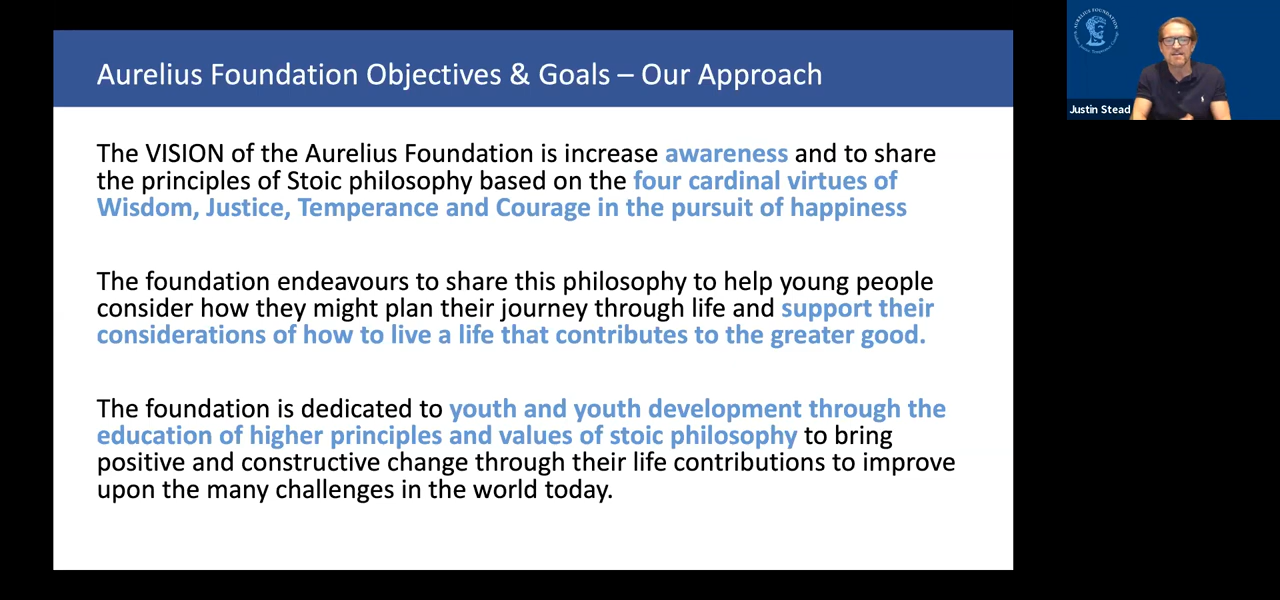 Aurelius Foundation Objectives & Goals – Our Approach
The VISION of the Aurelius Foundation is increase awareness and to share
the principles of Stoic philosophy based on the four cardinal virtues of
Wisdom, Justice, Temperance and Courage in the pursuit of happiness
The foundation endeavours to share this philosophy to help young people
consider how they might plan their journey through life and support their
considerations of how to live a life that contributes to the greater good.
The foundation is dedicated to youth and youth development through the
education of higher principles and values of stoic philosophy to bring
positive and constructive change through their life contributions to improve
upon the many challenges in the world today.
AURELIUS FOUNDATION
Justin Stead